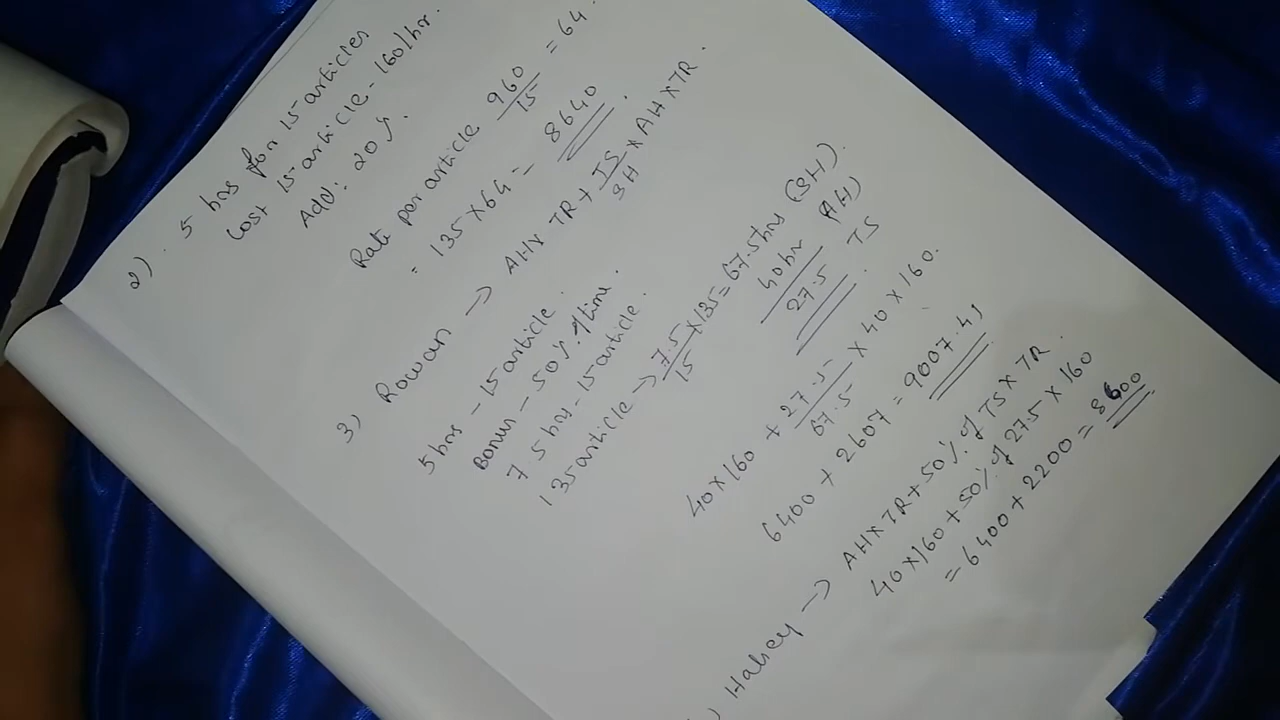 2). 5 hrs for 15 articles
Cost 15 article - 160/hr.
Add: 20%.
Rate per article 960/15 = 64.
= 135 x 64 = 8640.
3) Rowan → AH x TR + TS/SH x AH x TR.
5hrs - 15 article.
Bonus - 50% of time.
7 5 hrs - 15 article.
135 article → 7.5/15 x 135 = 67.5 hrs (SH).
40hr (AH)
27.5 TS
40 x 160 + 27.5/67.5 x 40 x 160.
6400 + 2607 = 9007.41
) Halsey → AH x TR + 50% of TS x TR.
40 x 160 + 50% of 27.5 x 160
= 6400 + 2200 = 8600